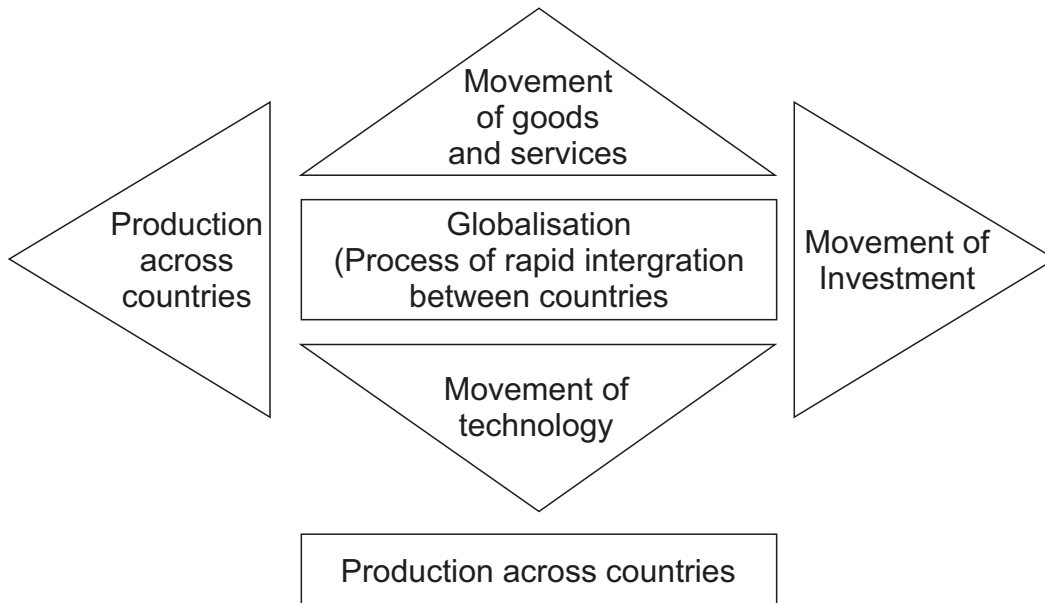 Movement
of goods
and services
Production
across
countries
Globalisation
(Process of rapid intergration
between countries
Movement of
Investment
Movement of
technology
Production across countries